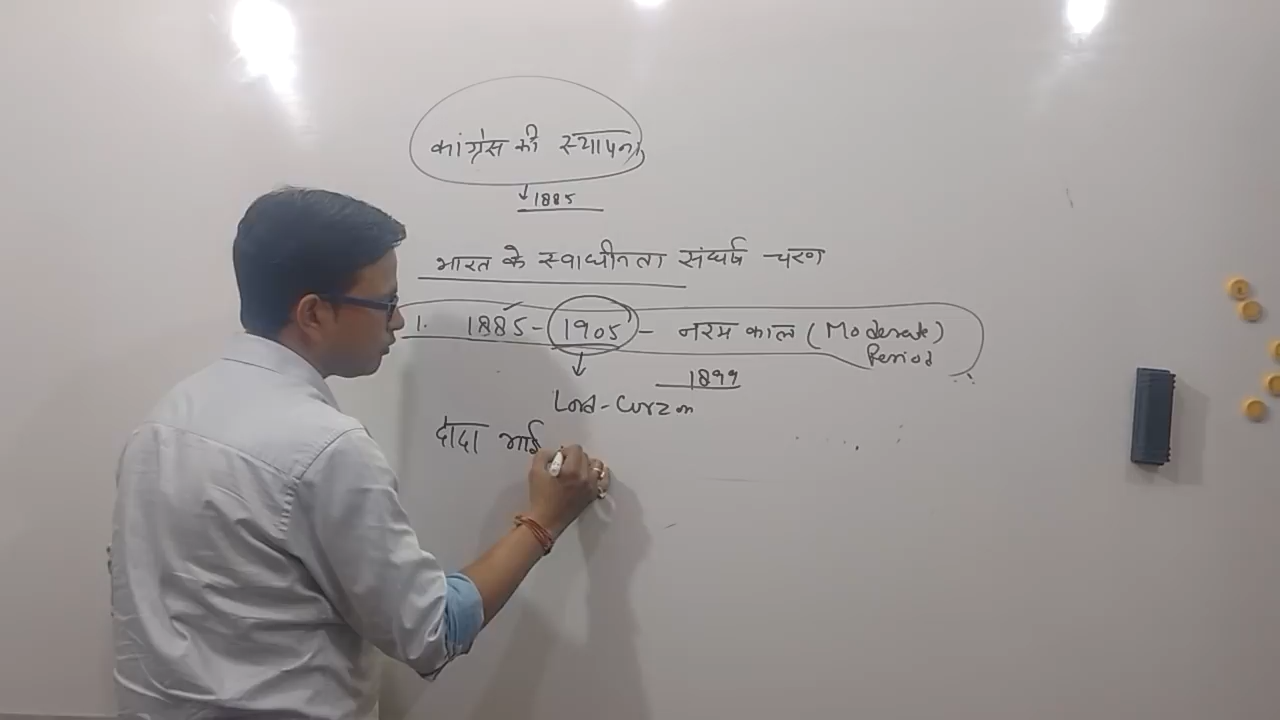 कांग्रेस की स्थापना
1885
भारत के स्वाधीनता संघर्ष चरण
1. 1885 - 1905 - नरम काल (Moderate)
Period
1899
Lord - Curzon
दादा भाई